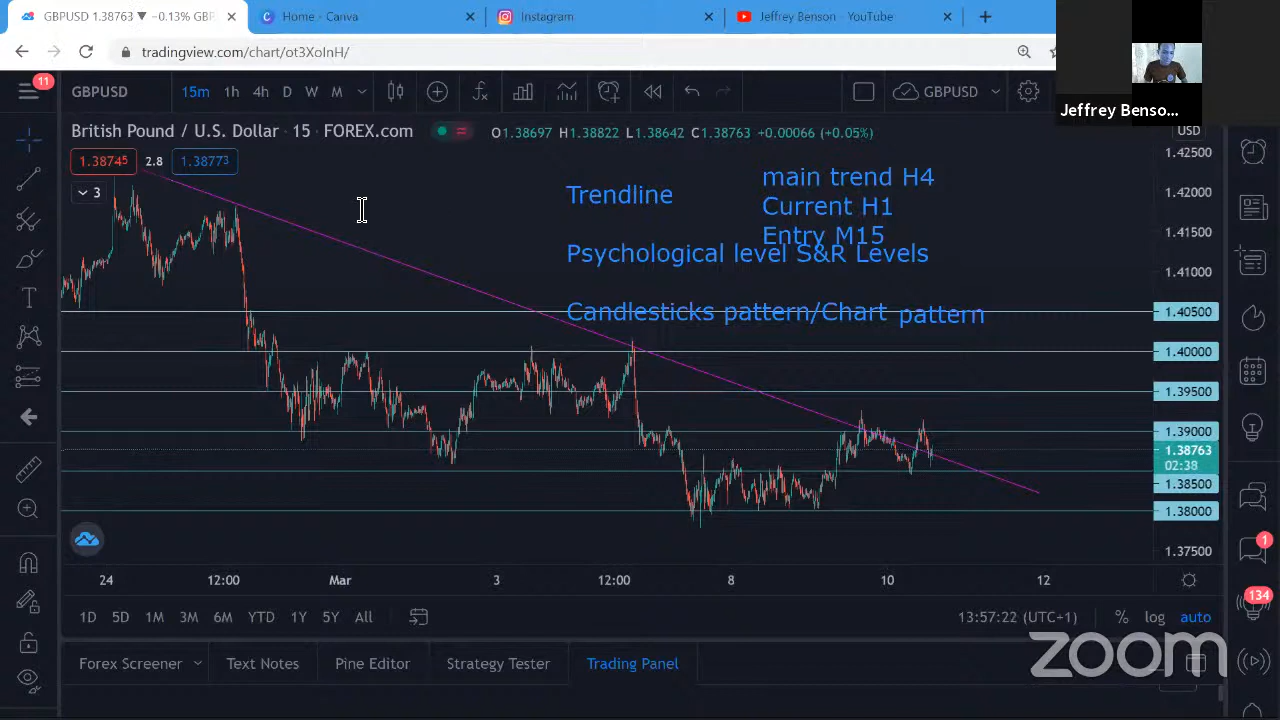 GBPUSD 1.38763 ▼ −0.13% GBP
Home - Canva
Instagram
Jeffrey Benson - YouTube
tradingview.com/chart/ot3XoInH/
Jeffrey Benso...
11
GBPUSD
15m 1h 4h D W M
GBPUSD
British Pound / U.S. Dollar · 15 · FOREX.com
O1.38697 H1.38822 L1.38642 C1.38763 +0.00066 (+0.05%)
USD
1.38745 2.8 1.38773
3
Trendline
main trend H4
Current H1
Entry M15
Psychological level S&R Levels
Candlesticks pattern/Chart pattern
1.42500
1.42000
1.41500
1.41000
1.40500
1.40000
1.39500
1.39000
1.38763
02:38
1.38500
1.38000
1.37500
24 12:00 Mar 3 12:00 8 10 12
1D 5D 1M 3M 6M YTD 1Y 5Y All
13:57:22 (UTC+1)
% log auto
1
134
Forex Screener
Text Notes
Pine Editor
Strategy Tester
Trading Panel
zoom